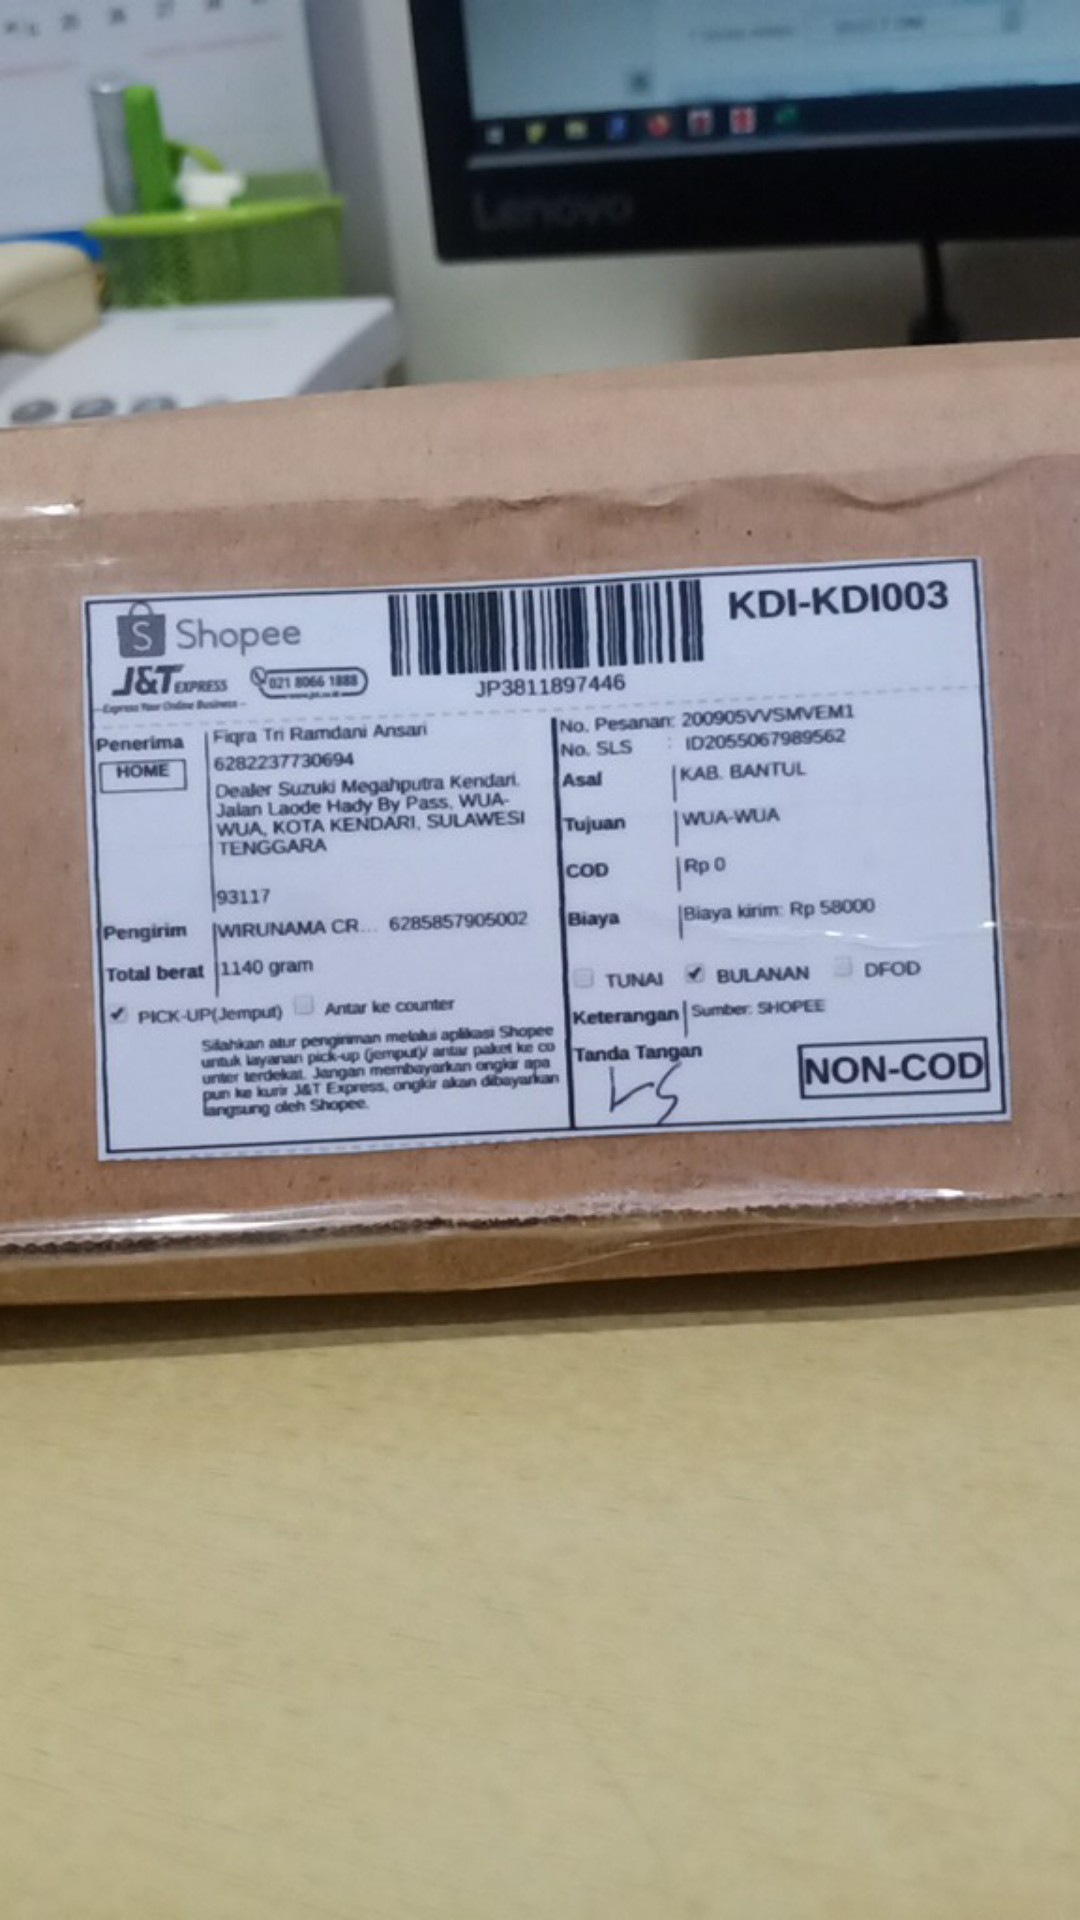 Lenovo
Shopee
J&T EXPRESS
Express Your Online Business
021 8066 1888
JP3811897446
KDI-KDI003
Penerima
HOME
Fiqra Tri Ramdani Ansari
6282237730694
Dealer Suzuki Megahputra Kendari.
Jalan Laode Hady By Pass, WUA-
WUA, KOTA KENDARI, SULAWESI
TENGGARA
93117
Pengirim WIRUNAMA CR... 6285857905002
Total berat 1140 gram
PICK-UP(Jemput) Antar ke counter
Silahkan atur pengiriman melalui aplikasi Shopee
untuk layanan pick-up (jemput)/ antar paket ke co
unter terdekat. Jangan membayarkan ongkir apa
pun ke kurir J&T Express, ongkir akan dibayarkan
langsung oleh Shopee.
No. Pesanan: 200905VVSMVEM1
No. SLS : ID2055067989562
Asal KAB. BANTUL
Tujuan WUA-WUA
COD Rp 0
Biaya Biaya kirim: Rp 58000
TUNAI BULANAN DFOD
Keterangan Sumber: SHOPEE
Tanda Tangan
NON-COD